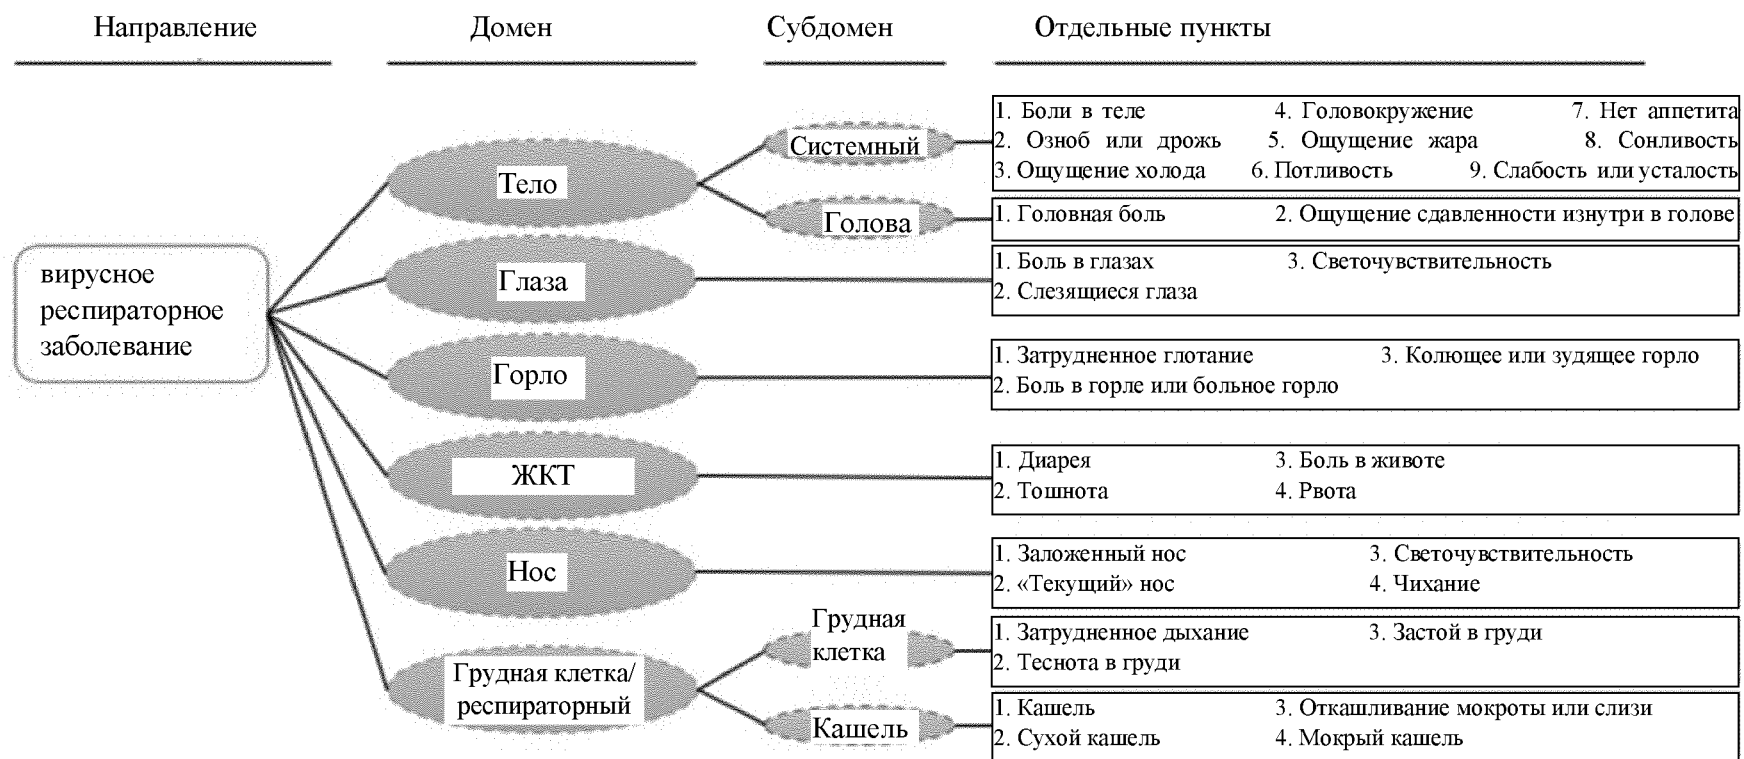 Направление Домен Субдомен Отдельные пункты
вирусное
респираторное
заболевание
Тело
Системный
1. Боли в теле 4. Головокружение 7. Нет аппетита
2. Озноб или дрожь 5. Ощущение жара 8. Сонливость
3. Ощущение холода 6. Потливость 9. Слабость или усталость
Голова
1. Головная боль 2. Ощущение сдавленности изнутри в голове
Глаза
1. Боль в глазах 3. Светочувствительность
2. Слезящиеся глаза
Горло
1. Затрудненное глотание 3. Колющее или зудящее горло
2. Боль в горле или больное горло
ЖКТ
1. Диарея 3. Боль в животе
2. Тошнота 4. Рвота
Нос
1. Заложенный нос 3. Светочувствительность
2. «Текущий» нос 4. Чихание
Грудная клетка/
респираторный
Грудная
клетка
1. Затрудненное дыхание 3. Застой в груди
2. Теснота в груди
Кашель
1. Кашель 3. Откашливание мокроты или слизи
2. Сухой кашель 4. Мокрый кашель